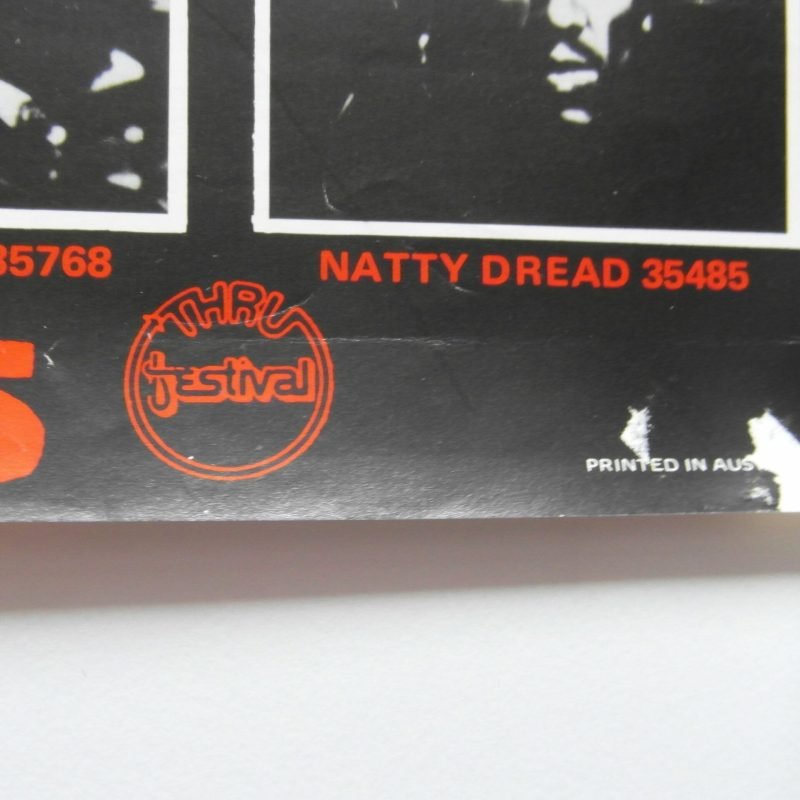 35768
NATTY DREAD 35485
THRU
festival
S
PRINTED IN AUS